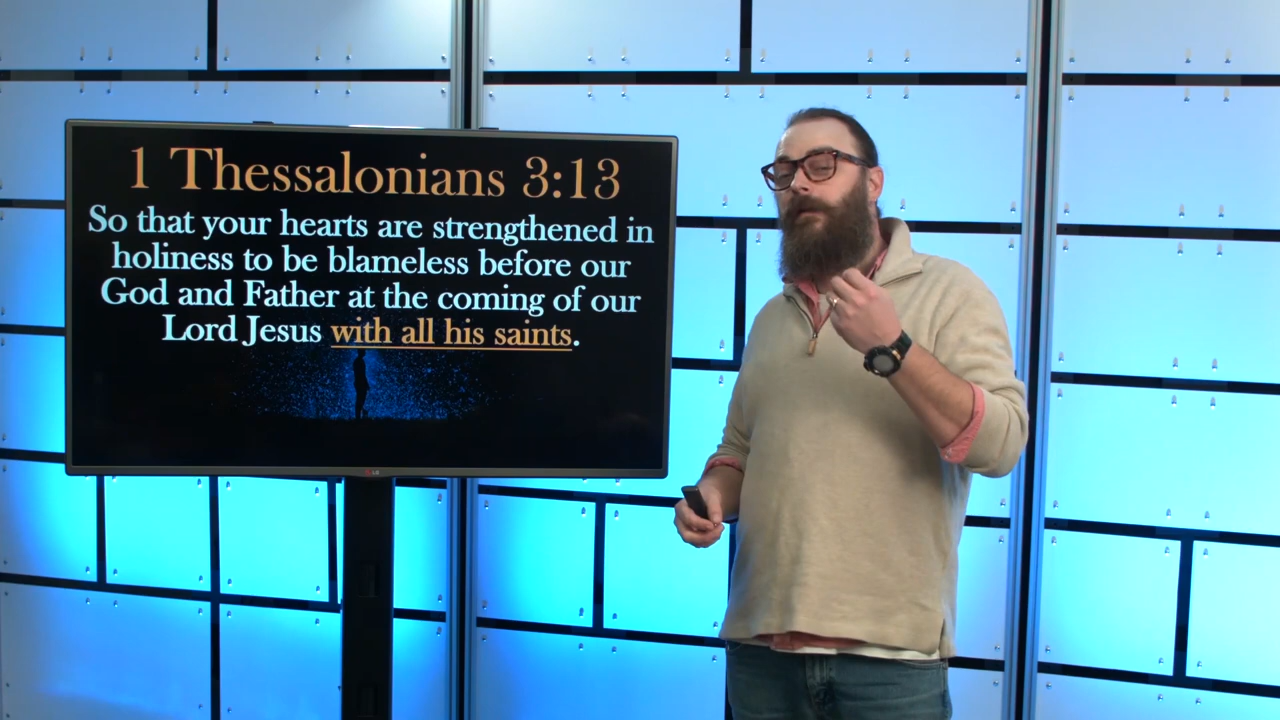 1 Thessalonians 3:13
So that your hearts are strengthened in
holiness to be blameless before our
God and Father at the coming of our
Lord Jesus with all his saints.
LG